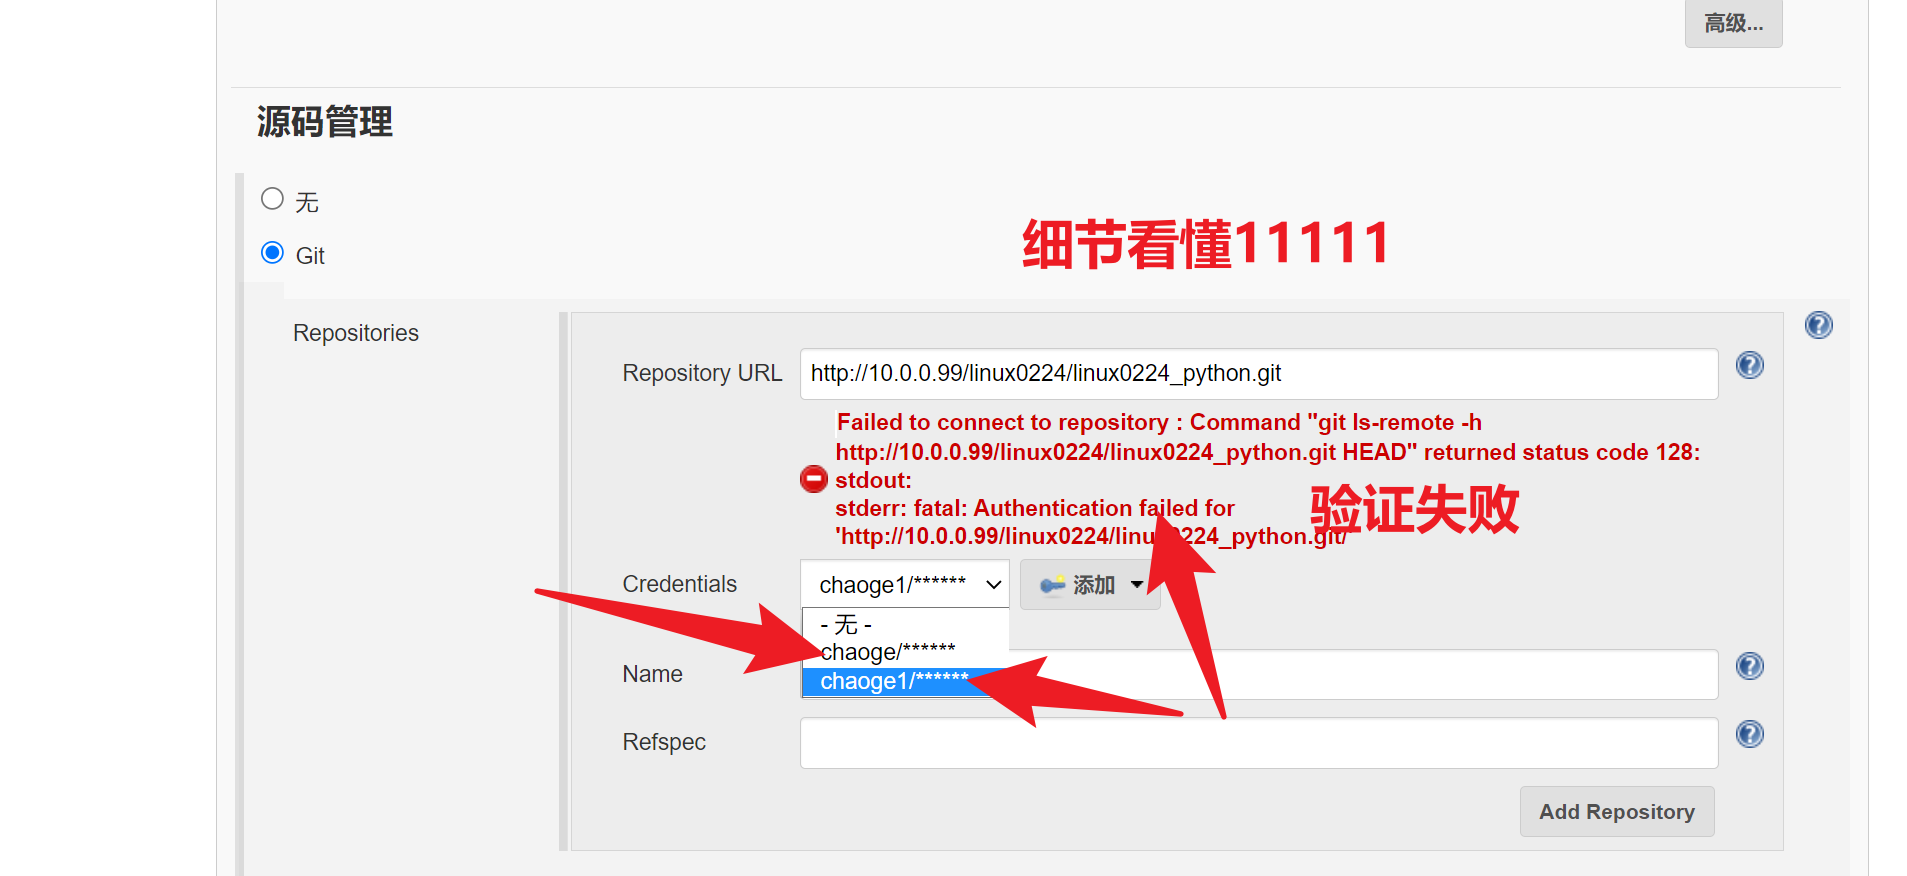 高级...
源码管理
无
Git
细节看懂11111
Repositories
Repository URL
http://10.0.0.99/linux0224/linux0224_python.git
Failed to connect to repository : Command "git ls-remote -h
http://10.0.0.99/linux0224/linux0224_python.git HEAD" returned status code 128:
stdout:
stderr: fatal: Authentication failed for
'http://10.0.0.99/linux0224/linux0224_python.git/'
验证失败
Credentials
chaoge1/******
添加
- 无 -
chaoge/******
chaoge1/******
Name
Refspec
Add Repository